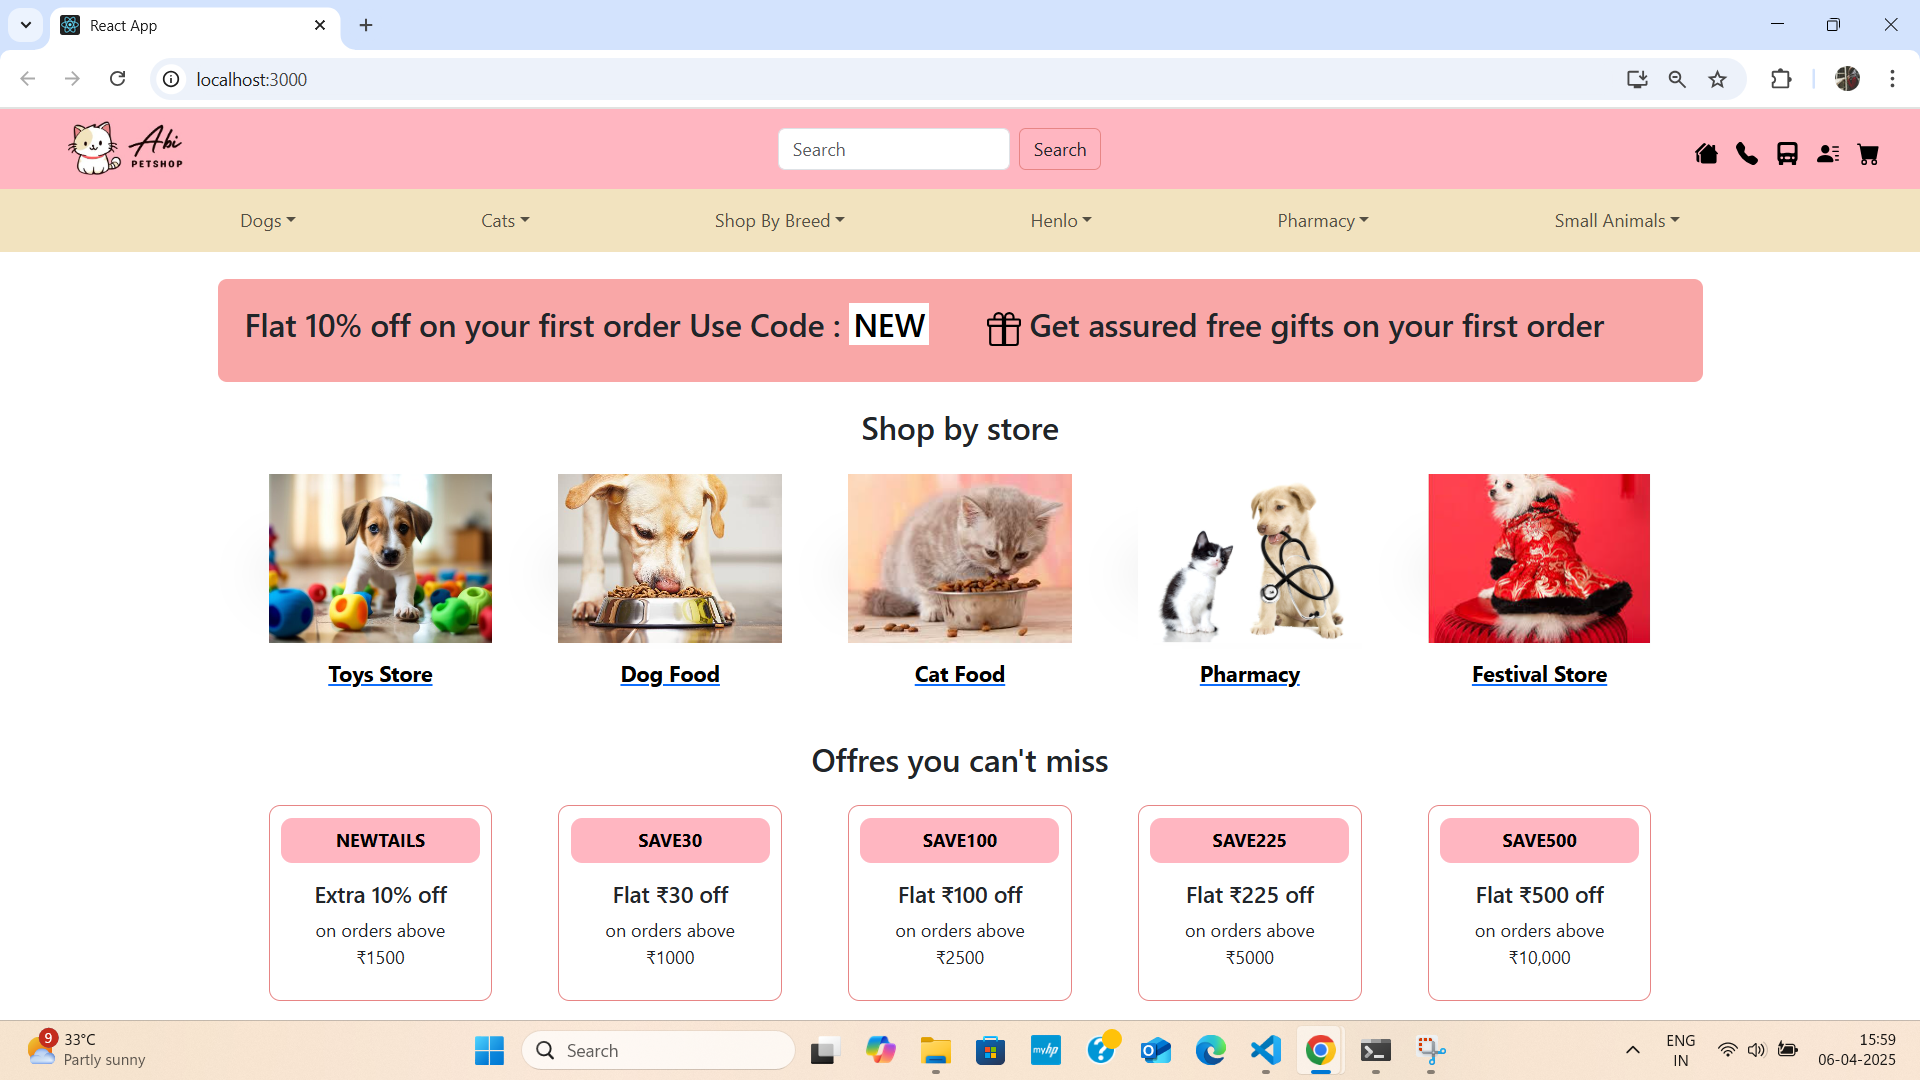 React App
localhost:3000
Abi
PETSHOP
Search
Search
Dogs
Cats
Shop By Breed
Henlo
Pharmacy
Small Animals
Flat 10% off on your first order Use Code : NEW
Get assured free gifts on your first order
Shop by store
Toys Store
Dog Food
Cat Food
Pharmacy
Festival Store
Offres you can't miss
NEWTAILS
Extra 10% off
on orders above
₹1500
SAVE30
Flat ₹30 off
on orders above
₹1000
SAVE100
Flat ₹100 off
on orders above
₹2500
SAVE225
Flat ₹225 off
on orders above
₹5000
SAVE500
Flat ₹500 off
on orders above
₹10,000
9
33°C
Partly sunny
Search
myhp
ENG
IN
15:59
06-04-2025